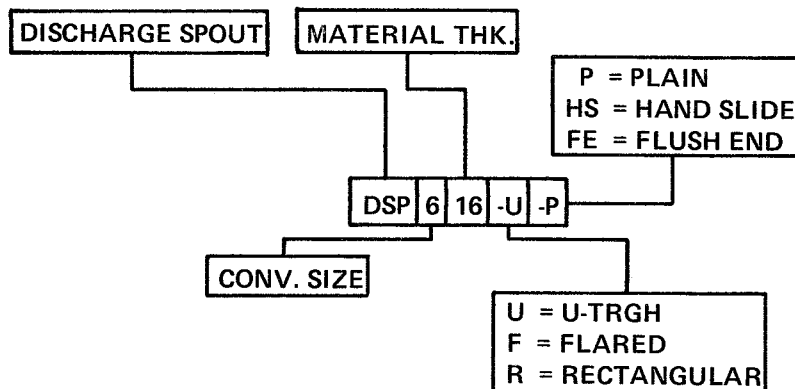 DISCHARGE SPOUT
MATERIAL THK.
P = PLAIN
HS = HAND SLIDE
FE = FLUSH END
DSP 6 16 -U -P
CONV. SIZE
U = U-TRGH
F = FLARED
R = RECTANGULAR